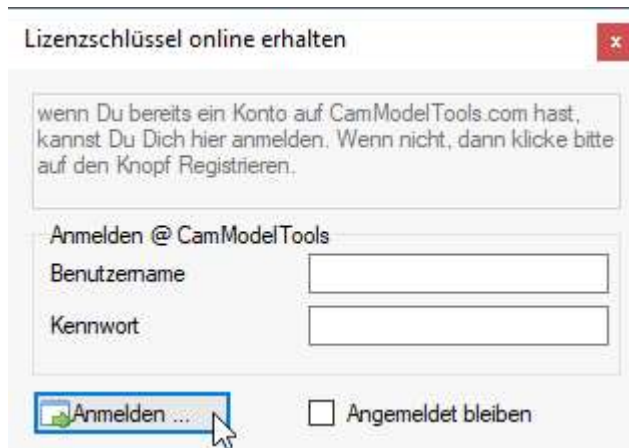 Lizenzschlüssel online erhalten
x
wenn Du bereits ein Konto auf CamModelTools.com hast,
kannst Du Dich hier anmelden. Wenn nicht, dann klicke bitte
auf den Knopf Registrieren.
Anmelden @ CamModelTools
Benutzername
Kennwort
Anmelden ...
Angemeldet bleiben